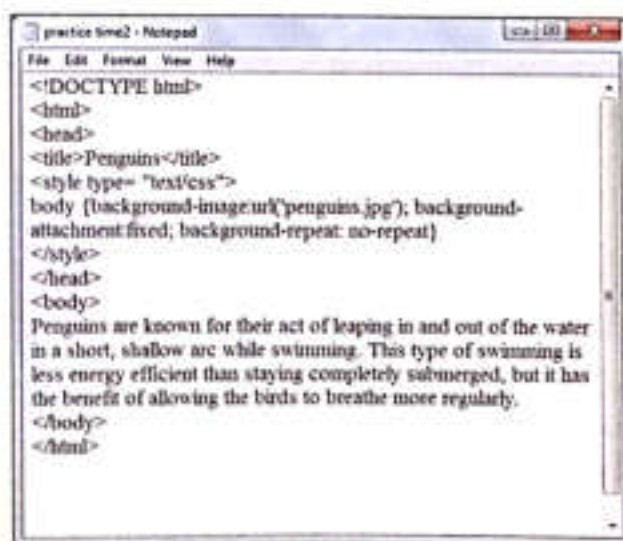 practice time2 - Notepad
File Edit Format View Help
<!DOCTYPE html>
<html>
<head>
<title>Penguins</title>
<style type= "text/css">
body {background-image:url('penguins.jpg'); background-
attachment:fixed; background-repeat: no-repeat}
</style>
</head>
<body>
Penguins are known for their act of leaping in and out of the water
in a short, shallow arc while swimming. This type of swimming is
less energy efficient than staying completely submerged, but it has
the benefit of allowing the birds to breathe more regularly.
</body>
</html>